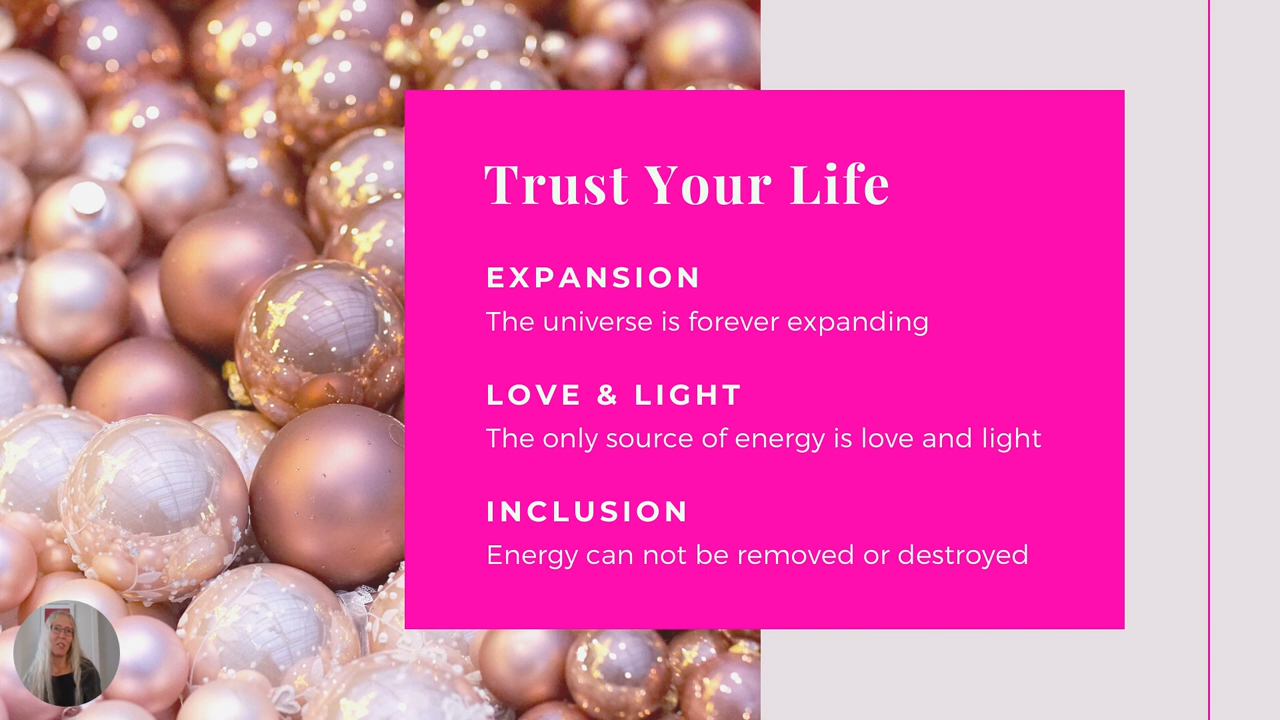 Trust Your Life
EXPANSION
The universe is forever expanding
LOVE & LIGHT
The only source of energy is love and light
INCLUSION
Energy can not be removed or destroyed